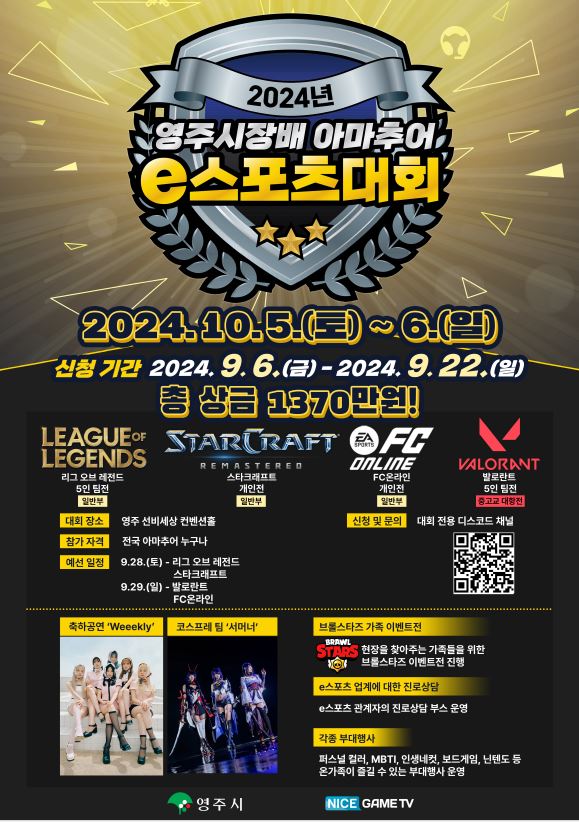 2024년
영주시장배 아마추어
e스포츠대회
2024. 10. 5.(토) ~ 6.(일)
신청 기간 2024. 9. 6.(금) - 2024. 9. 22.(일)
총 상금 1370만원!
LEAGUE OF
LEGENDS
리그 오브 레전드
5인 팀전
일반부
STARCRAFT
REMASTERED
스타크래프트
개인전
일반부
EA SPORTS FC
ONLINE
FC온라인
개인전
일반부
VALORANT
발로란트
5인 팀전
중고교 대항전
대회 장소 영주 선비세상 컨벤션홀
참가 자격 전국 아마추어 누구나
예선 일정 9.28.(토) - 리그 오브 레전드
스타크래프트
9.29.(일) - 발로란트
FC온라인
신청 및 문의 대회 전용 디스코드 채널
축하공연 'Weeekly'
코스프레 팀 '서머너'
브롤스타즈 가족 이벤트전
BRAWL
STARS
현장을 찾아주는 가족들을 위한
브롤스타즈 이벤트전 진행
e스포츠 업계에 대한 진로상담
e스포츠 관계자의 진로상담 부스 운영
각종 부대행사
퍼스널 컬러, MBTI, 인생네컷, 보드게임, 닌텐도 등
온가족이 즐길 수 있는 부대행사 운영
영주시
NICE GAME TV